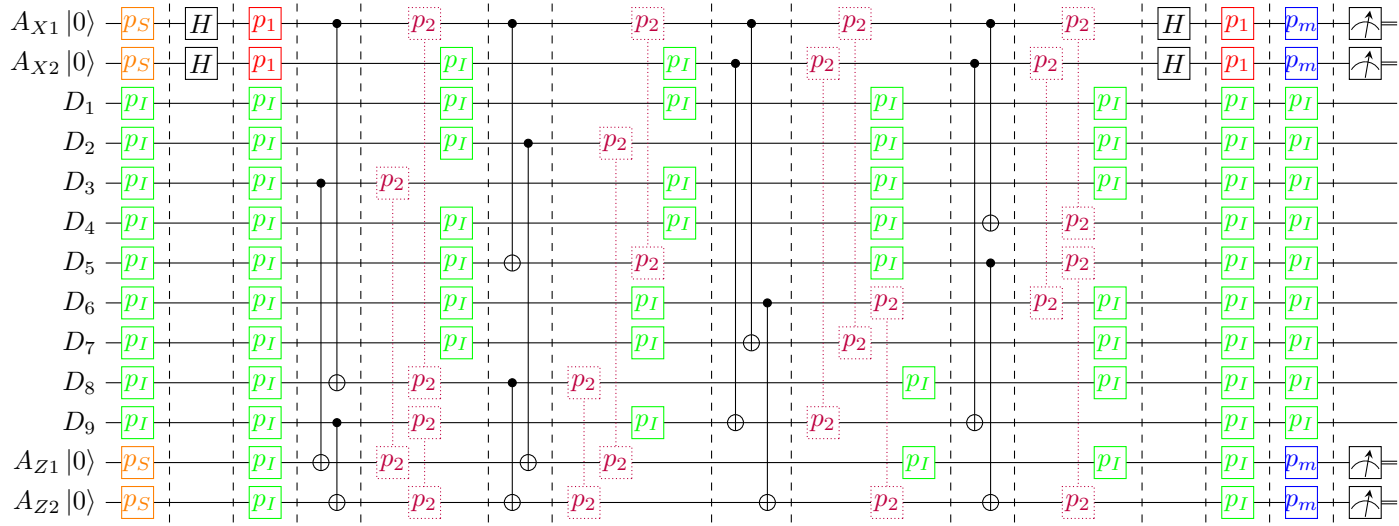 A_{X1} |0⟩ p_S H p_1 p_2 p_2 p_2 p_2 H p_1 p_m
A_{X2} |0⟩ p_S H p_1 p_I p_I p_2 p_2 H p_1 p_m
D_1 p_I p_I p_I p_I p_I p_I p_I p_I
D_2 p_I p_I p_I p_2 p_I p_I p_I p_I
D_3 p_I p_I p_2 p_I p_I p_I p_I p_I
D_4 p_I p_I p_I p_I p_I p_2 p_I p_I
D_5 p_I p_I p_I p_2 p_I p_2 p_I p_I
D_6 p_I p_I p_I p_I p_2 p_2 p_I p_I p_I
D_7 p_I p_I p_I p_I p_2 p_I p_I p_I
D_8 p_I p_I p_2 p_2 p_I p_I p_I p_I
D_9 p_I p_I p_2 p_I p_2 p_I p_I
A_{Z1} |0⟩ p_S p_I p_2 p_2 p_I p_I p_I p_m
A_{Z2} |0⟩ p_S p_I p_2 p_2 p_2 p_2 p_I p_m